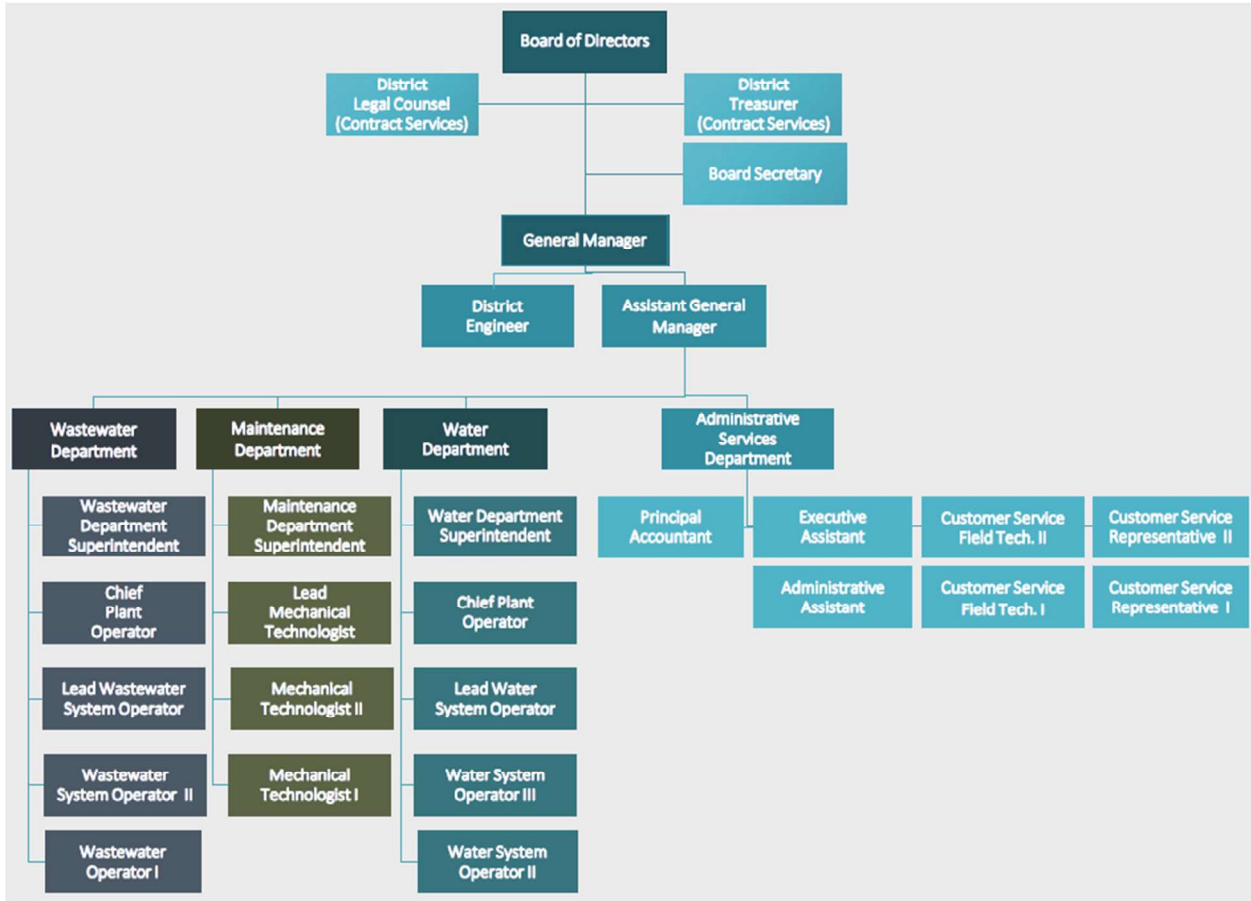 Board of Directors
District
Legal Counsel
(Contract Services)
District
Treasurer
(Contract Services)
Board Secretary
General Manager
District
Engineer
Assistant General
Manager
Wastewater
Department
Maintenance
Department
Water
Department
Administrative
Services
Department
Wastewater
Department
Superintendent
Maintenance
Department
Superintendent
Water Department
Superintendent
Principal
Accountant
Executive
Assistant
Customer Service
Field Tech. II
Customer Service
Representative II
Chief
Plant
Operator
Lead
Mechanical
Technologist
Chief Plant
Operator
Administrative
Assistant
Customer Service
Field Tech. I
Customer Service
Representative I
Lead Wastewater
System Operator
Mechanical
Technologist II
Lead Water
System Operator
Wastewater
System Operator II
Mechanical
Technologist I
Water System
Operator III
Wastewater
Operator I
Water System
Operator II